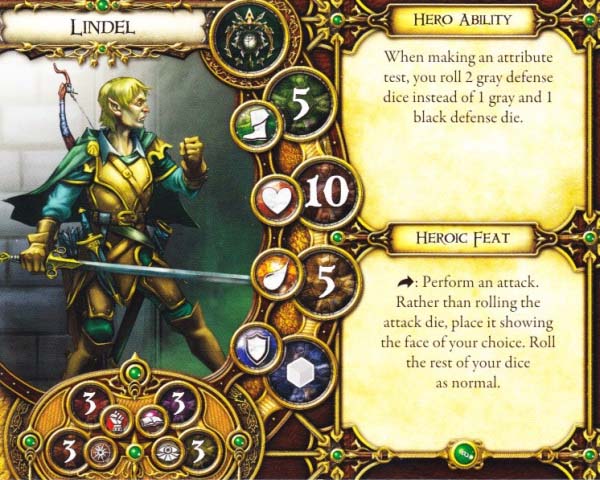 Lindel
5
10
5
3
3
3
3
Hero Ability
When making an attribute
test, you roll 2 gray defense
dice instead of 1 gray and 1
black defense die.
Heroic Feat
: Perform an attack.
Rather than rolling the
attack die, place it showing
the face of your choice. Roll
the rest of your dice
as normal.